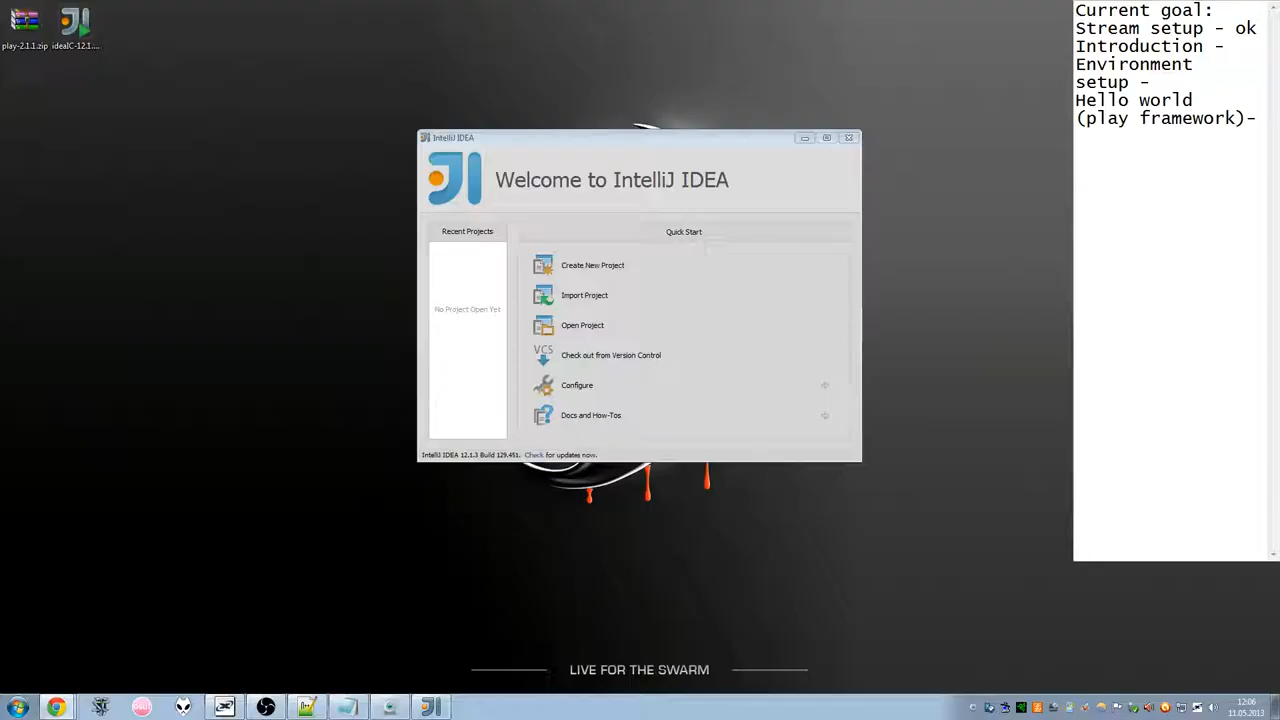 play-2.1.1.zip
idealC-12.1....
Current goal:
Stream setup - ok
Introduction -
Environment
setup -
Hello world
(play framework)-
IntelliJ IDEA
Welcome to IntelliJ IDEA
Recent Projects
Quick Start
No Project Open Yet
Create New Project
Import Project
Open Project
VCS
Check out from Version Control
Configure
Docs and How-Tos
IntelliJ IDEA 12.1.3 Build 129.451. Check for updates now.
LIVE FOR THE SWARM
12:06
11.05.2013